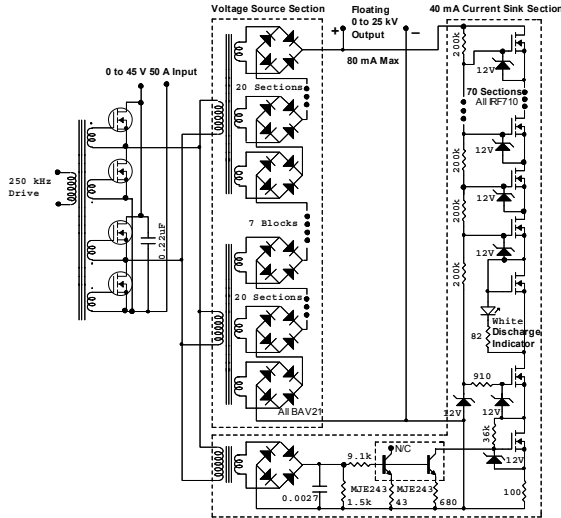 Voltage Source Section
Floating
0 to 25 kV
Output
+
−
80 mA Max
40 mA Current Sink Section
0 to 45 V 50 A Input
250 kHz
Drive
0.22uF
20 Sections
7 Blocks
20 Sections
All BAV21
200k
12V
70 Sections
All IRF710
12V
200k
12V
200k
12V
200k
White
Discharge
Indicator
82
910
12V
12V
36k
12V
100
N/C
9.1k
MJE243
MJE243
0.0027
1.5k
43
680